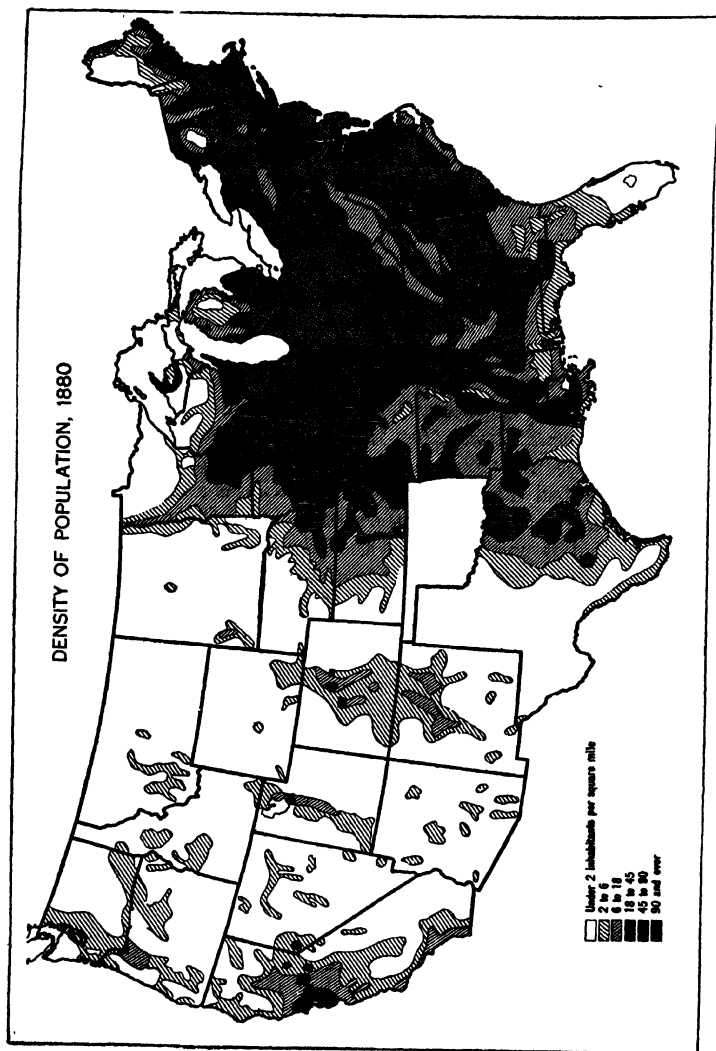 DENSITY OF POPULATION, 1880
Under 2 inhabitants per square mile
2 to 6
6 to 18
18 to 45
45 to 90
90 and over